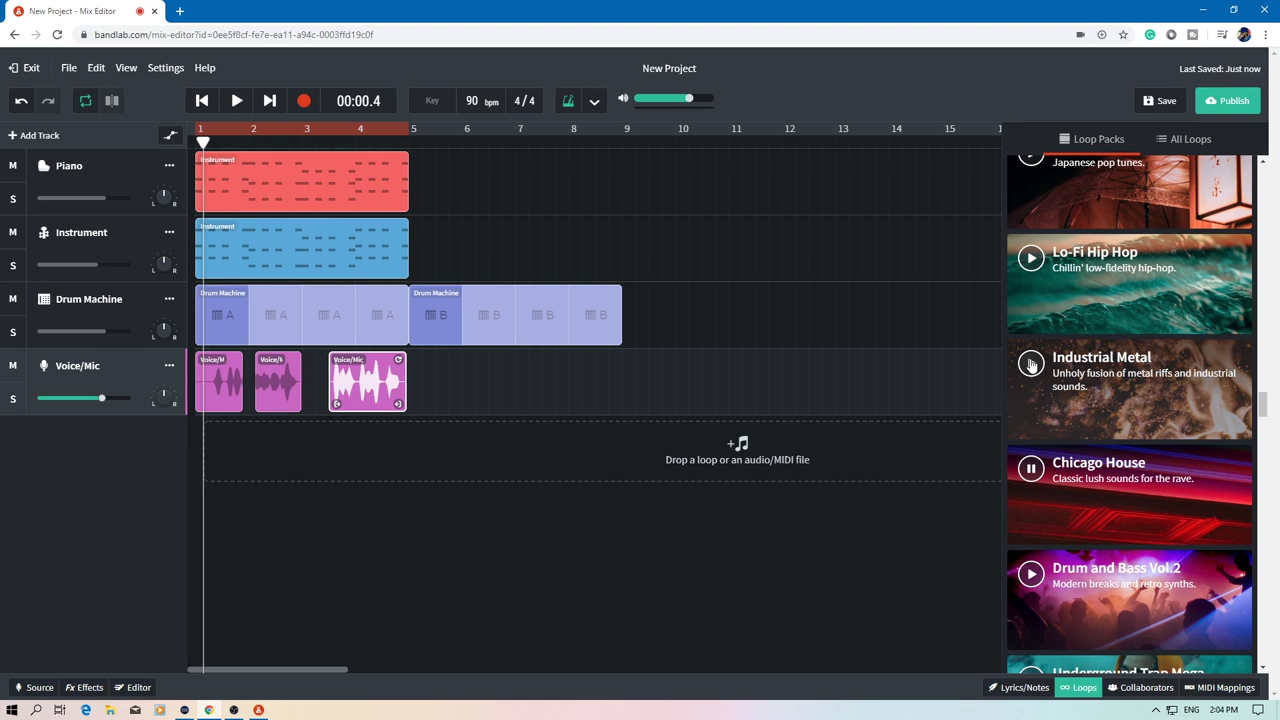 New Project - Mix Editor
bandlab.com/mix-editor?id=0ee5f8cf-fe7e-ea11-a94c-0003ffd19c0f
Exit File Edit View Settings Help
New Project
Last Saved: Just now
00:00.4
Key
90 bpm
4/4
Save
Publish
Add Track
1 2 3 4 5 6 7 8 9 10 11 12 13 14 15
Loop Packs
All Loops
M Piano
S
L R
Instrument
M Instrument
S
L R
Instrument
M Drum Machine
S
L R
Drum Machine
A A A A
Drum Machine
B B B B
M Voice/Mic
S
L R
Voice/M
Voice/M
Voice/Mic
Drop a loop or an audio/MIDI file
Japanese pop tunes.
Lo-Fi Hip Hop
Chillin' low-fidelity hip-hop.
Industrial Metal
Unholy fusion of metal riffs and industrial
sounds.
Chicago House
Classic lush sounds for the rave.
Drum and Bass Vol.2
Modern breaks and retro synths.
Underground Trap Mega
Source
Fx Effects
Editor
Lyrics/Notes
Loops
Collaborators
MIDI Mappings
ENG
2:04 PM